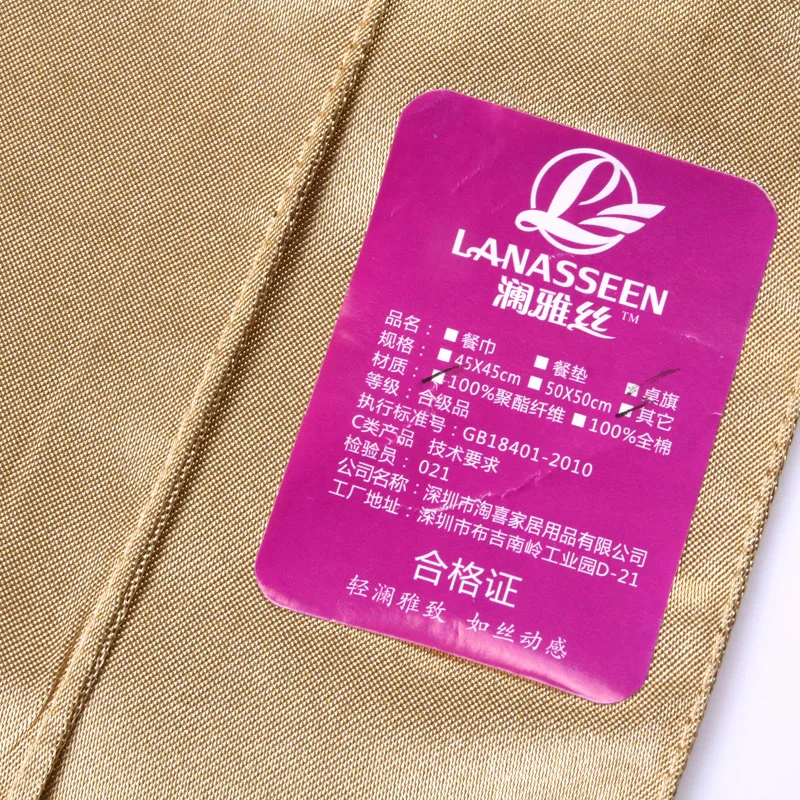 LANASSEEN
澜雅丝™
品名： 餐巾 餐垫 桌旗
规格： 45X45cm 50X50cm 其它
材质： 100%聚酯纤维 100%全棉
等级：合级品
执行标准号：GB18401-2010
C类产品 技术要求
检验员：021
公司名称：深圳市淘喜家居用品有限公司
工厂地址：深圳市布吉南岭工业园D-21
合格证
轻澜雅致 如丝动感